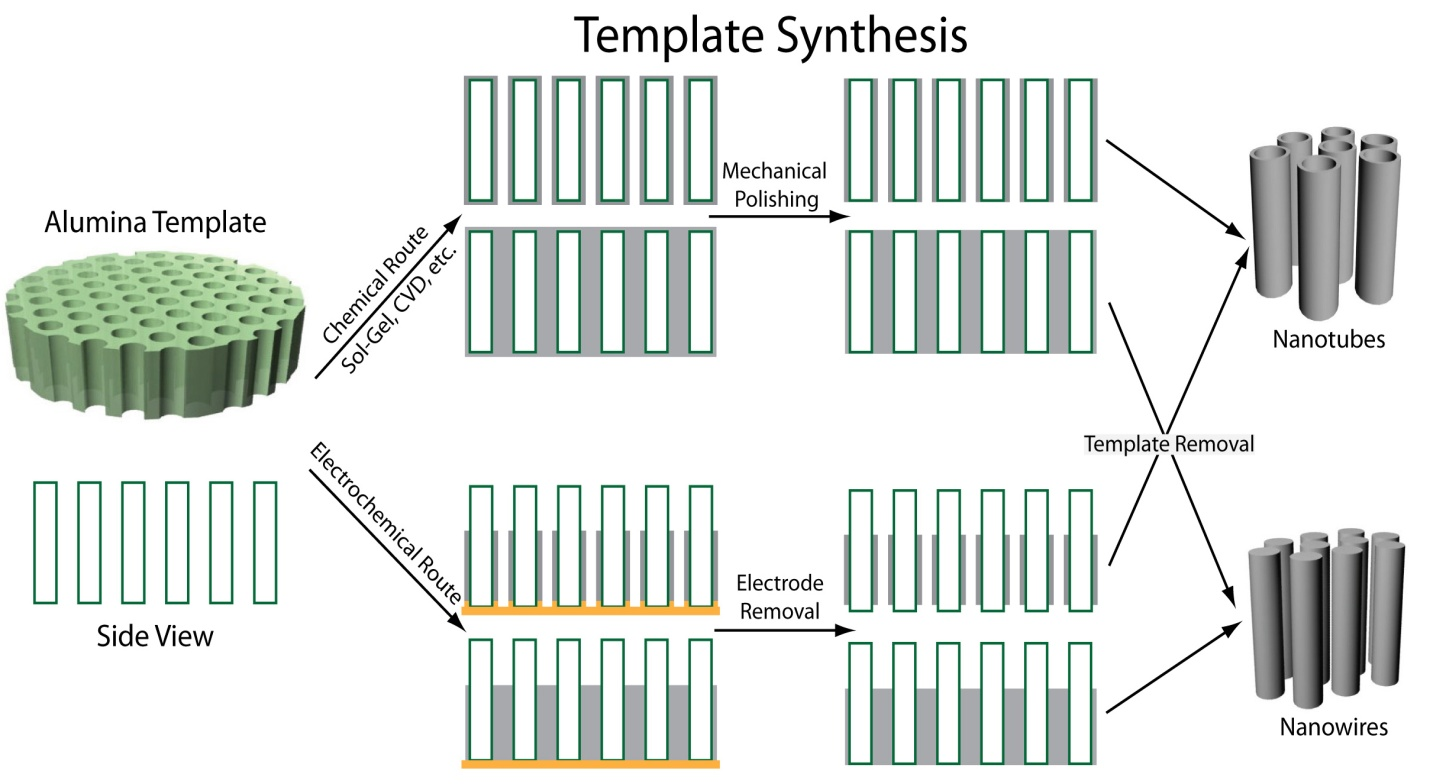 Template Synthesis
Alumina Template
Side View
Chemical Route
Sol-Gel, CVD, etc.
Electrochemical Route
Mechanical
Polishing
Electrode
Removal
Template Removal
Nanotubes
Nanowires